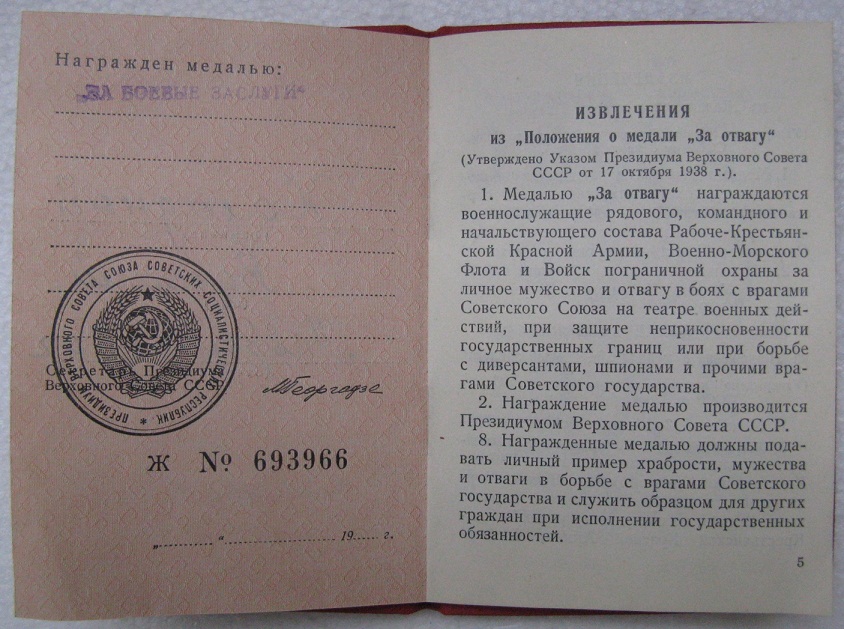 Награжден медалью:
„ЗА БОЕВЫЕ ЗАСЛУГИ“
ПРЕЗИДИУМ ВЕРХОВНОГО СОВЕТА СОЮЗА СОВЕТСКИХ СОЦИАЛИСТИЧЕСКИХ РЕСПУБЛИК *
Секретарь Президиума
Верховного Совета СССР
МГеоргадзе
Ж № 693966
„ “ 19 г.
ИЗВЛЕЧЕНИЯ
из „Положения о медали „За отвагу“
(Утверждено Указом Президиума Верховного Совета
СССР от 17 октября 1938 г.).
1. Медалью „За отвагу“ награждаются
военнослужащие рядового, командного и
начальствующего состава Рабоче-Крестьян-
ской Красной Армии, Военно-Морского
Флота и Войск пограничной охраны за
личное мужество и отвагу в боях с врагами
Советского Союза на театре военных дей-
ствий, при защите неприкосновенности
государственных границ или при борьбе
с диверсантами, шпионами и прочими вра-
гами Советского государства.
2. Награждение медалью производится
Президиумом Верховного Совета СССР.
8. Награжденные медалью должны пода-
вать личный пример храбрости, мужества
и отваги в борьбе с врагами Советского
государства и служить образцом для других
граждан при исполнении государственных
обязанностей.
5